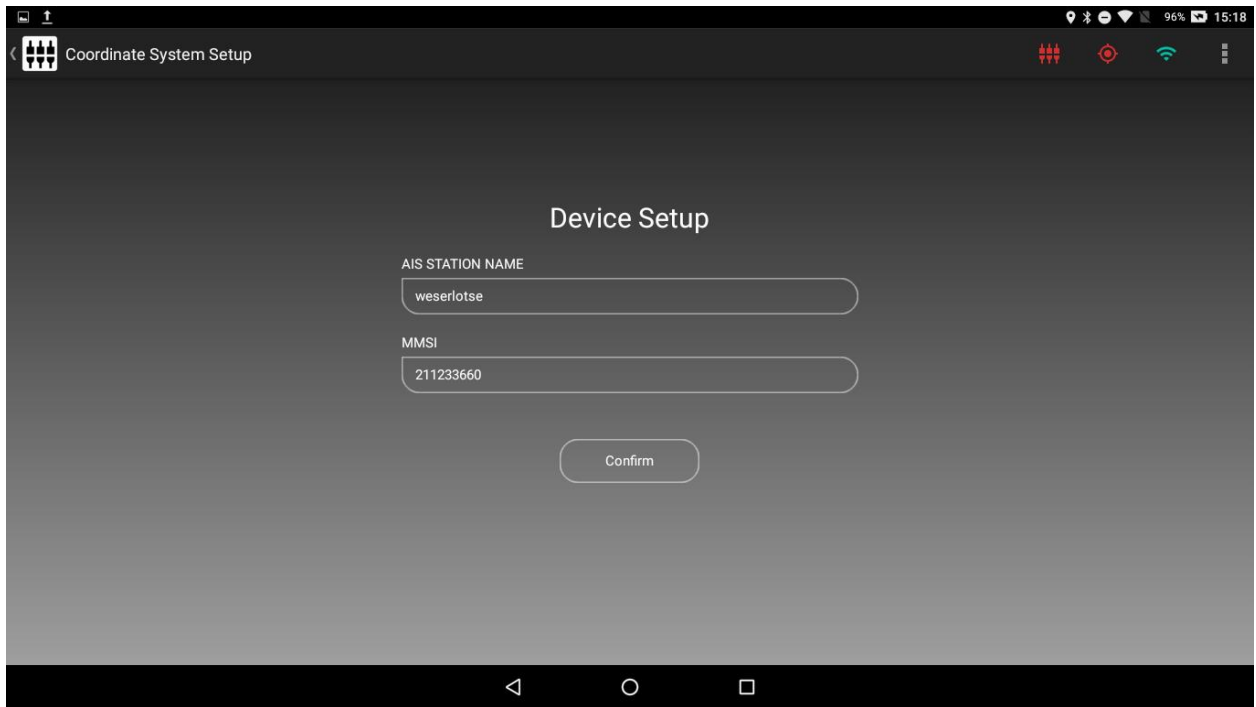 96% 15:18
Coordinate System Setup
Device Setup
AIS STATION NAME
weserlotse
MMSI
211233660
Confirm